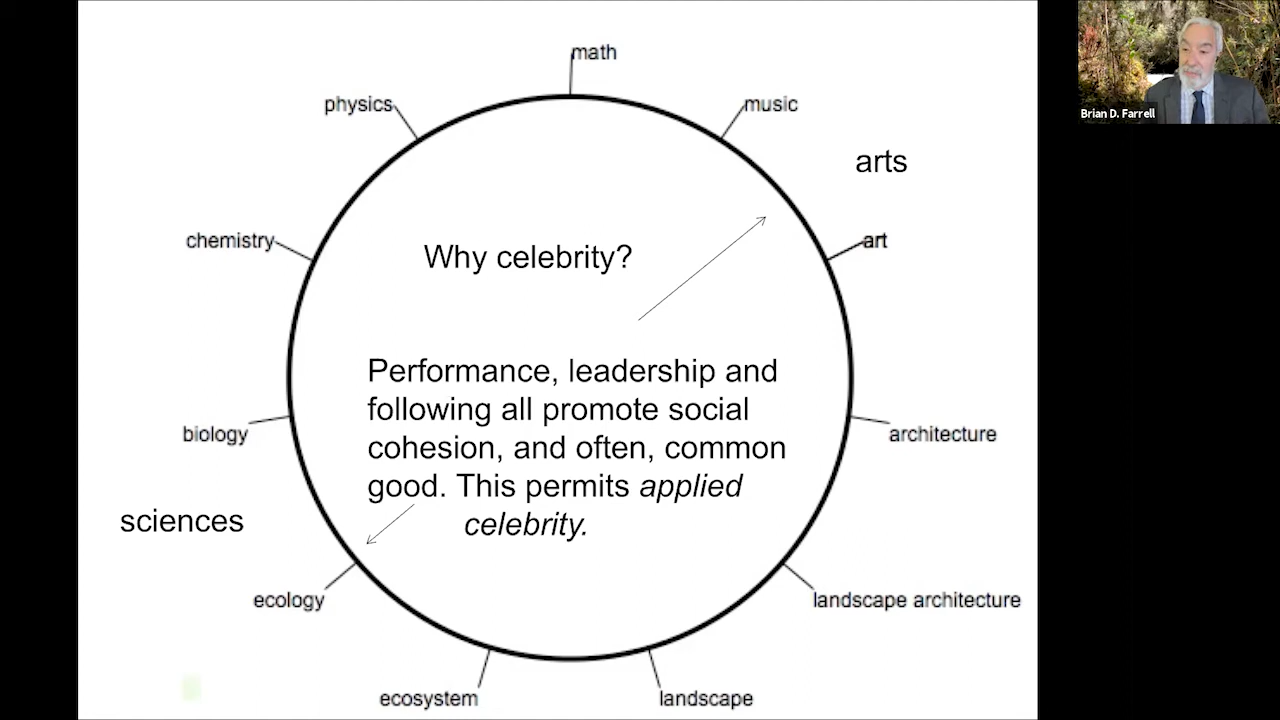 math
physics
music
arts
chemistry
art
Why celebrity?
Performance, leadership and
following all promote social
cohesion, and often, common
good. This permits applied
celebrity.
biology
architecture
sciences
ecology
landscape architecture
ecosystem
landscape
Brian D. Farrell